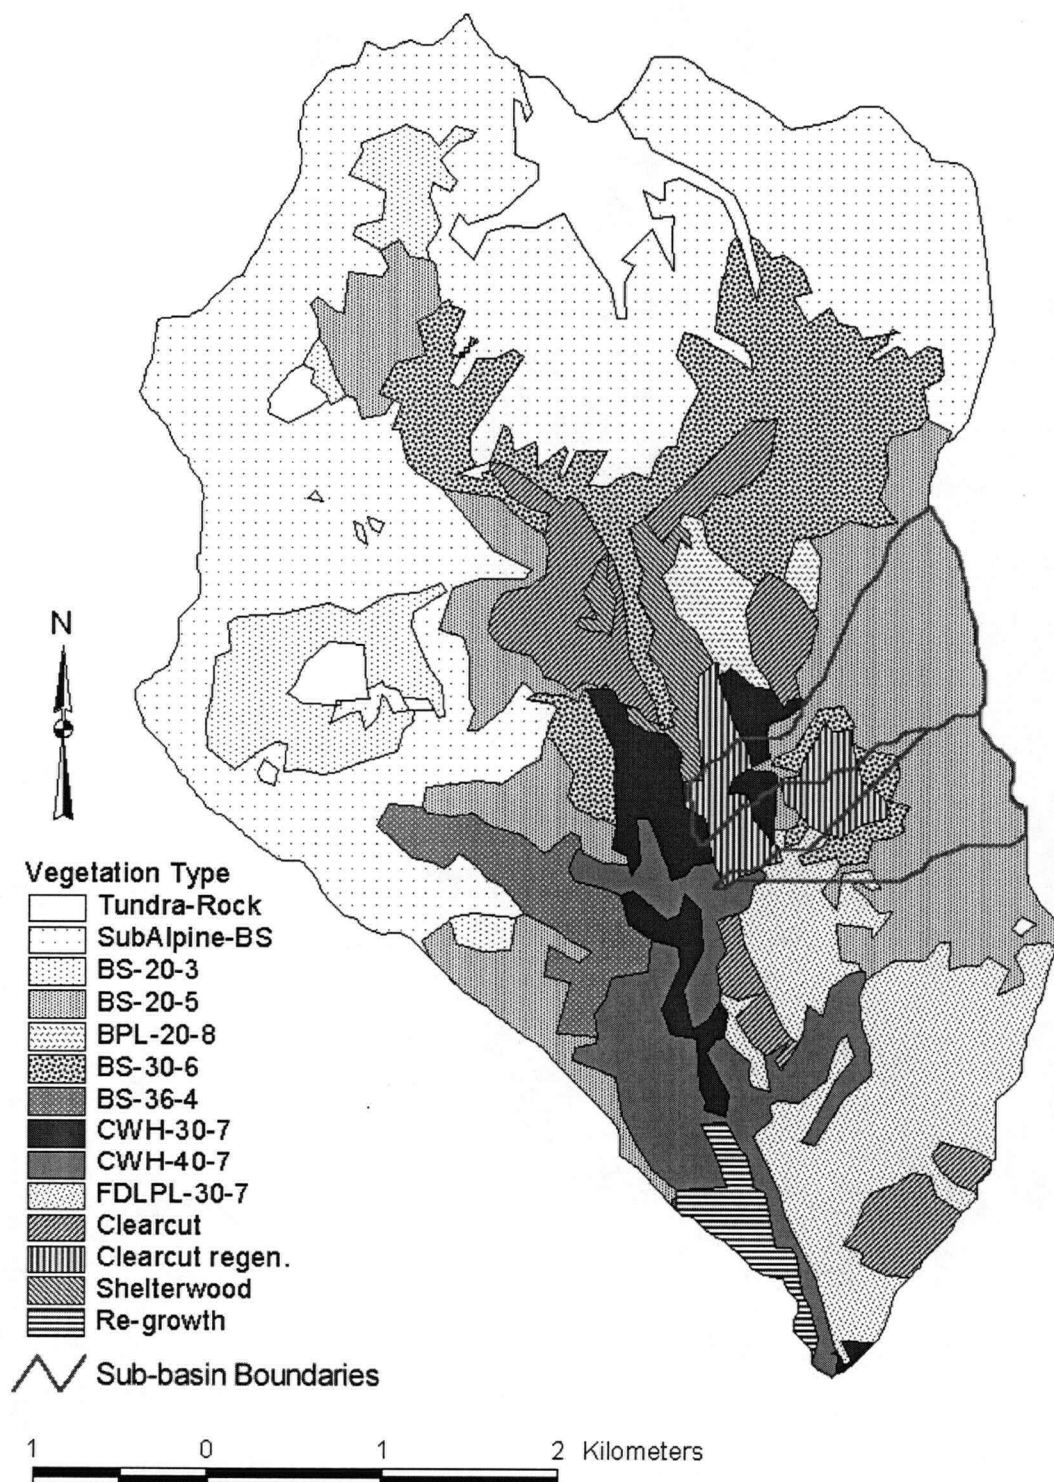 N
Vegetation Type
Tundra-Rock
SubAlpine-BS
BS-20-3
BS-20-5
BPL-20-8
BS-30-6
BS-36-4
CWH-30-7
CWH-40-7
FDLPL-30-7
Clearcut
Clearcut regen.
Shelterwood
Re-growth
Sub-basin Boundaries
1 0 1 2 Kilometers